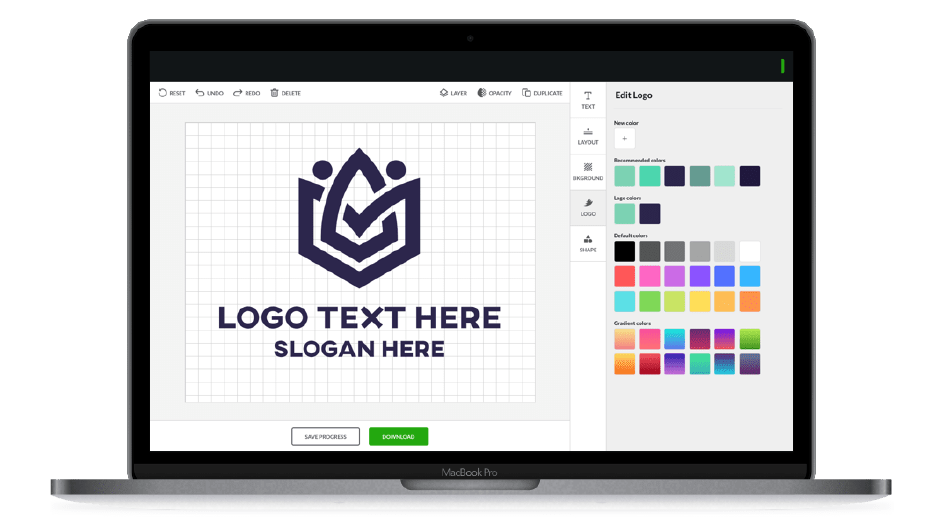 RESET UNDO REDO DELETE LAYER OPACITY DUPLICATE
TEXT
LAYOUT
BKGROUND
LOGO
SHAPE
Edit Logo
New color
+
Recommended colors
Logo colors
Default colors
Gradient colors
LOGO TEXT HERE
SLOGAN HERE
SAVE PROGRESS DOWNLOAD
MacBook Pro